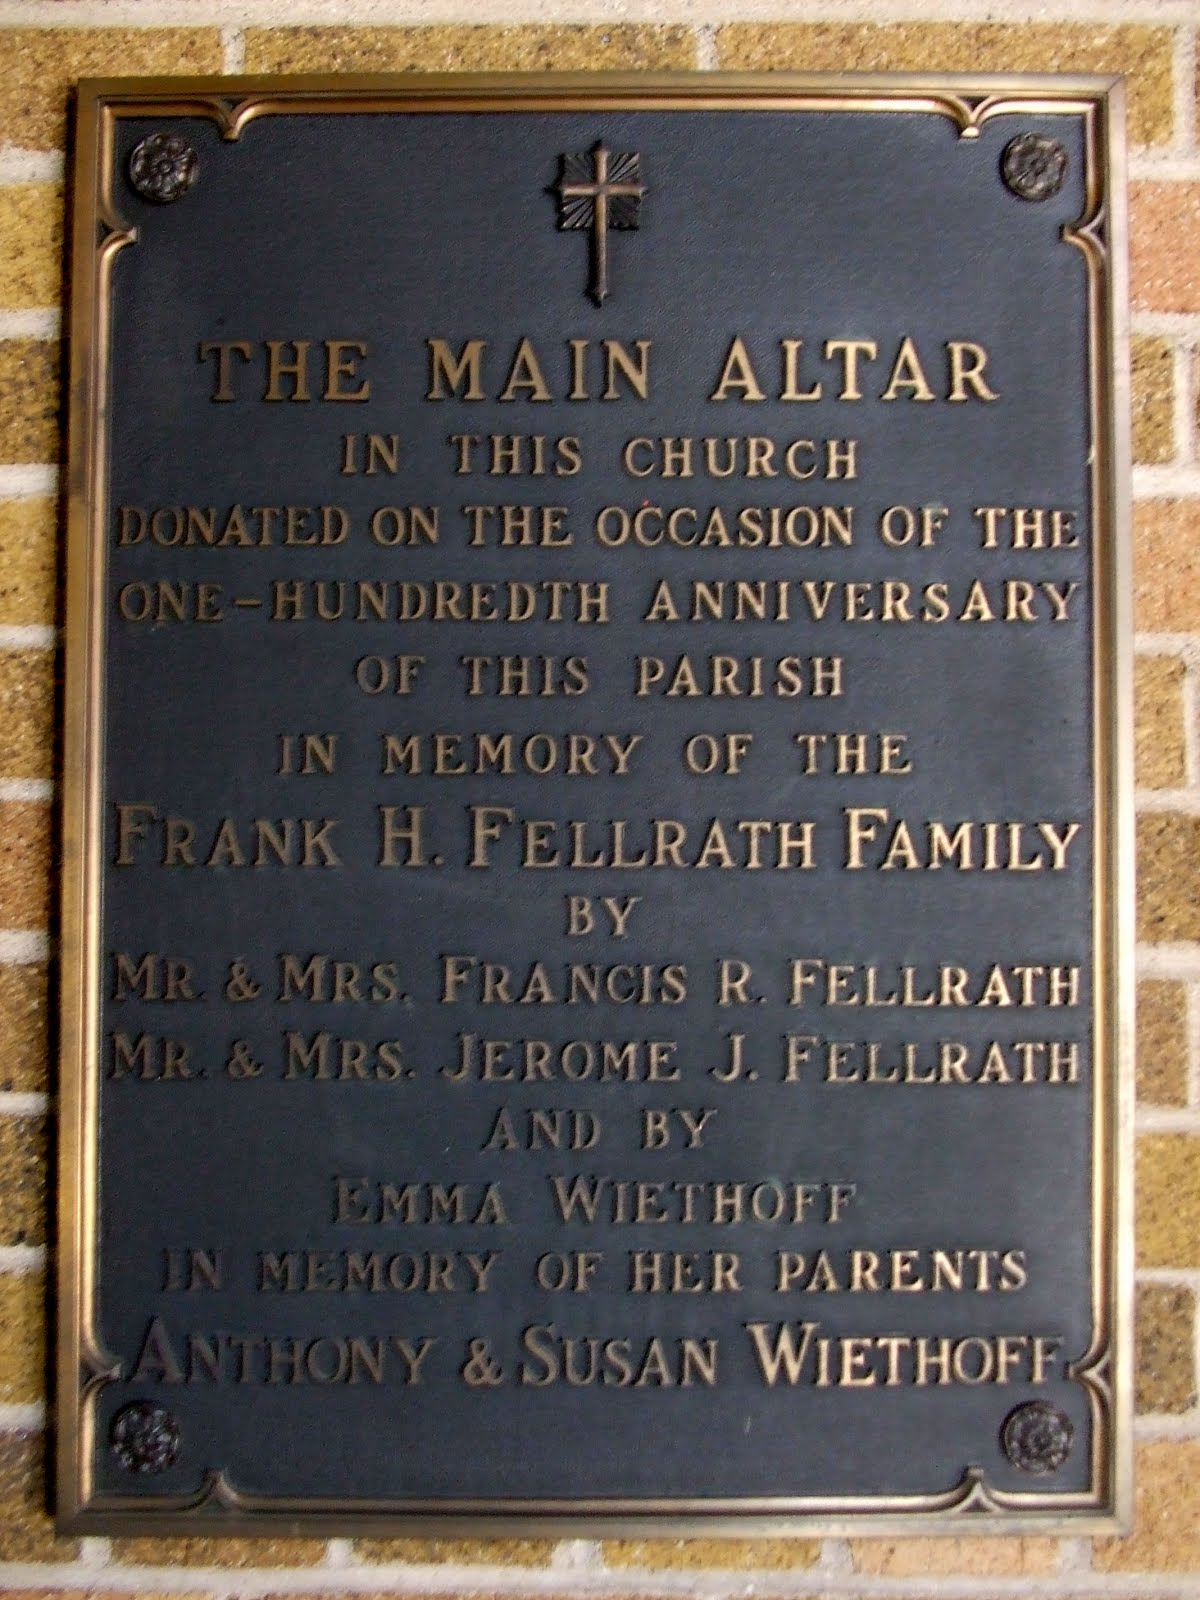 THE MAIN ALTAR
IN THIS CHURCH
DONATED ON THE OCCASION OF THE
ONE-HUNDREDTH ANNIVERSARY
OF THIS PARISH
IN MEMORY OF THE
FRANK H. FELLRATH FAMILY
BY
MR. & MRS. FRANCIS R. FELLRATH
MR. & MRS. JEROME J. FELLRATH
AND BY
EMMA WIETHOFF
IN MEMORY OF HER PARENTS
ANTHONY & SUSAN WIETHOFF